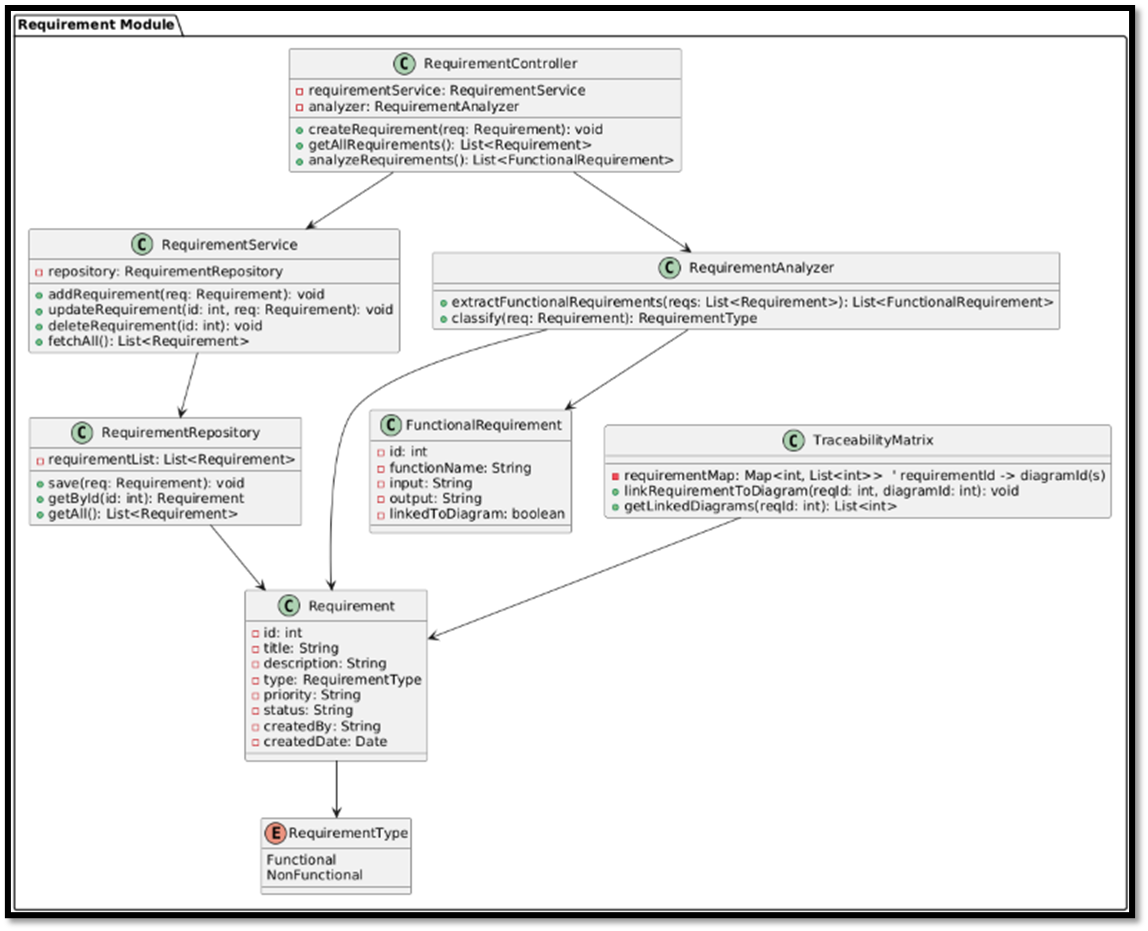 Requirement Module
C RequirementController
requirementService: RequirementService
analyzer: RequirementAnalyzer
createRequirement(req: Requirement): void
getAllRequirements(): List<Requirement>
analyzeRequirements(): List<FunctionalRequirement>
C RequirementService
repository: RequirementRepository
addRequirement(req: Requirement): void
updateRequirement(id: int, req: Requirement): void
deleteRequirement(id: int): void
fetchAll(): List<Requirement>
C RequirementAnalyzer
extractFunctionalRequirements(reqs: List<Requirement>): List<FunctionalRequirement>
classify(req: Requirement): RequirementType
C RequirementRepository
requirementList: List<Requirement>
save(req: Requirement): void
getById(id: int): Requirement
getAll(): List<Requirement>
C FunctionalRequirement
id: int
functionName: String
input: String
output: String
linkedToDiagram: boolean
C TraceabilityMatrix
requirementMap: Map<int, List<int>> ' requirementId -> diagramId(s)
linkRequirementToDiagram(reqId: int, diagramId: int): void
getLinkedDiagrams(reqId: int): List<int>
C Requirement
id: int
title: String
description: String
type: RequirementType
priority: String
status: String
createdBy: String
createdDate: Date
E RequirementType
Functional
NonFunctional